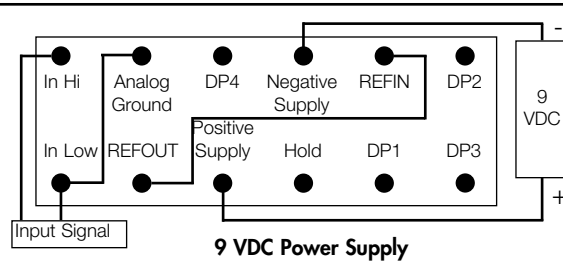 -
In Hi Analog Ground DP4 Negative Supply REFIN DP2
9 VDC
In Low REFOUT Positive Supply Hold DP1 DP3
+
Input Signal
9 VDC Power Supply